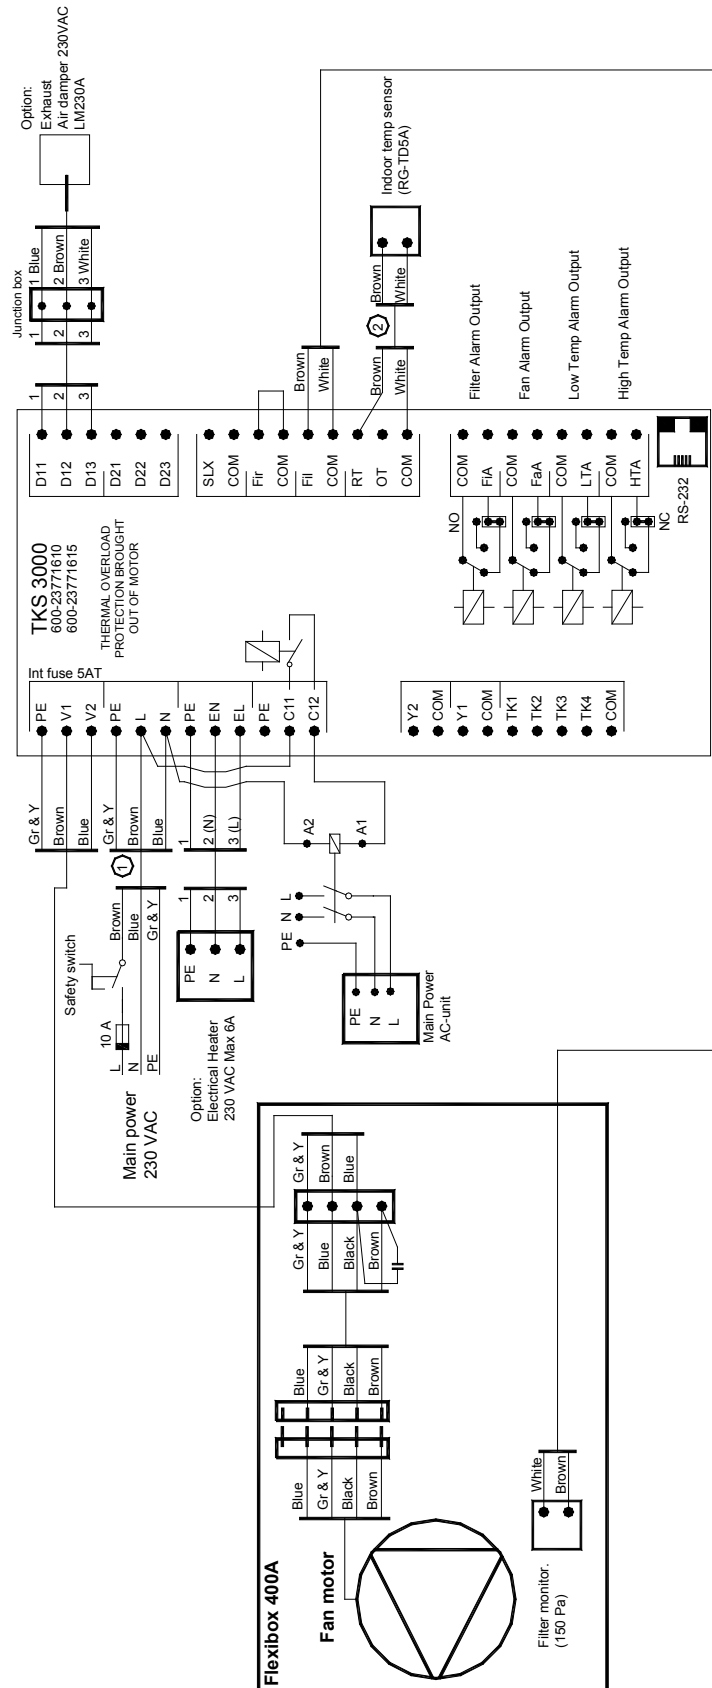 Option:
Exhaust
Air damper 230VAC
LM230A
1 Blue
2 Brown
3 White
Junction box
1
2
3
1
2
3
Indoor temp sensor
(RG-TD5A)
Brown
White
2
Brown
White
Brown
White
Filter Alarm Output
Fan Alarm Output
Low Temp Alarm Output
High Temp Alarm Output
D11
D12
D13
D21
D22
D23
SLX
COM
Fir
COM
Fil
COM
RT
OT
COM
COM
FiA
COM
FaA
COM
LTA
COM
HTA
RS-232
NO
NC
TKS 3000
600-23771610
600-23771615
THERMAL OVERLOAD
PROTECTION BROUGHT
OUT OF MOTOR
Int fuse 5AT
PE
V1
V2
PE
L
N
PE
EN
EL
PE
C11
C12
Y2
COM
Y1
COM
TK1
TK2
TK3
TK4
COM
Gr & Y
Brown
Blue
Gr & Y
Brown
Blue
1
2 (N)
3 (L)
A2
A1
1
Brown
Blue
Gr & Y
Safety switch
10 A
L
N
PE
Main power
230 VAC
1
2
3
PE
N
L
Option:
Electrical Heater
230 VAC Max 6A
L
N
PE
PE
N
L
Main Power
AC-unit
Gr & Y
Brown
Blue
Gr & Y
Blue
Black
Brown
Blue
Gr & Y
Black
Brown
Blue
Gr & Y
Black
Brown
Flexibox 400A
Fan motor
White
Brown
Filter monitor.
(150 Pa)